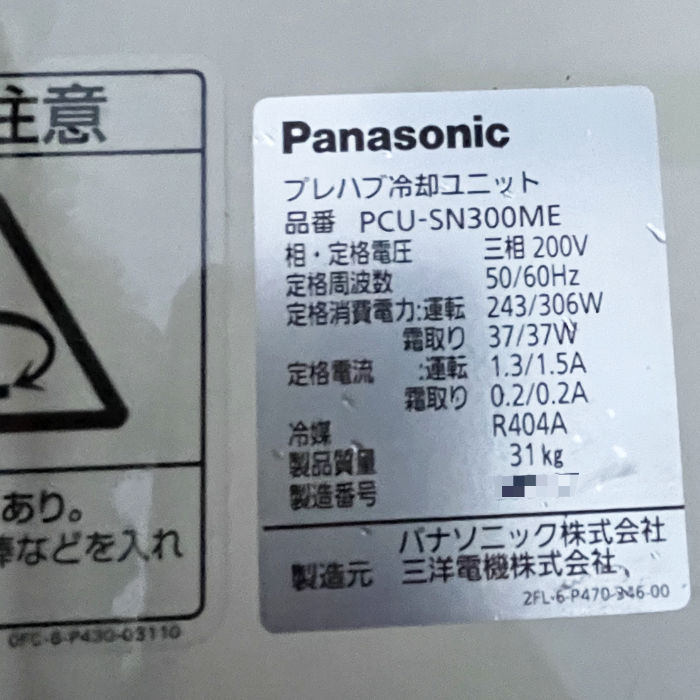 注意
あり。
棒などを入れ
0FC-6-P430-03110
Panasonic
プレハブ冷却ユニット
品番 PCU-SN300ME
相・定格電圧 三相 200V
定格周波数 50/60Hz
定格消費電力:運転 243/306W
霜取り 37/37W
定格電流 :運転 1.3/1.5A
霜取り 0.2/0.2A
冷媒 R404A
製品質量 31kg
製造番号
パナソニック株式会社
製造元 三洋電機株式会社
2FL-6-P470-346-00